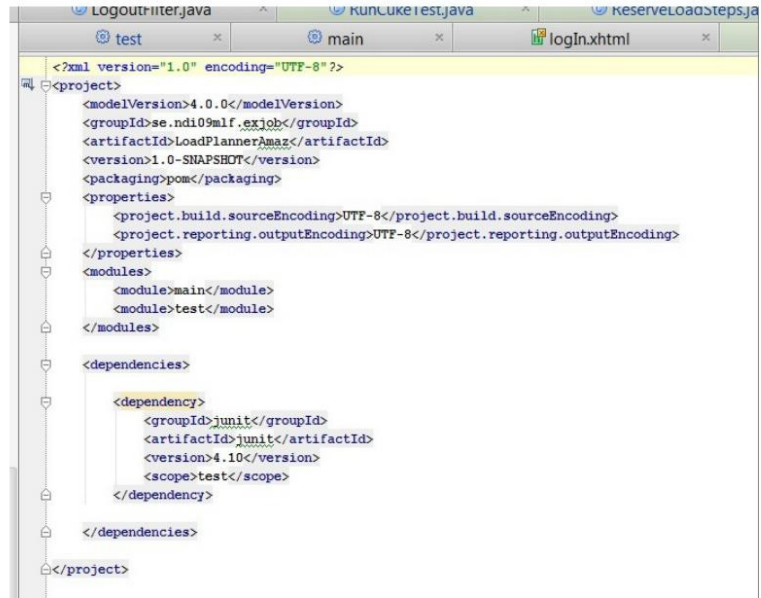 LogoutFilter.java RunCukeTest.java ReserveLoadSteps.ja
test main logIn.xhtml
<?xml version="1.0" encoding="UTF-8"?>
<project>
<modelVersion>4.0.0</modelVersion>
<groupId>se.ndi09mlf.exjob</groupId>
<artifactId>LoadPlannerAmaz</artifactId>
<version>1.0-SNAPSHOT</version>
<packaging>pom</packaging>
<properties>
<project.build.sourceEncoding>UTF-8</project.build.sourceEncoding>
<project.reporting.outputEncoding>UTF-8</project.reporting.outputEncoding>
</properties>
<modules>
<module>main</module>
<module>test</module>
</modules>
<dependencies>
<dependency>
<groupId>junit</groupId>
<artifactId>junit</artifactId>
<version>4.10</version>
<scope>test</scope>
</dependency>
</dependencies>
</project>